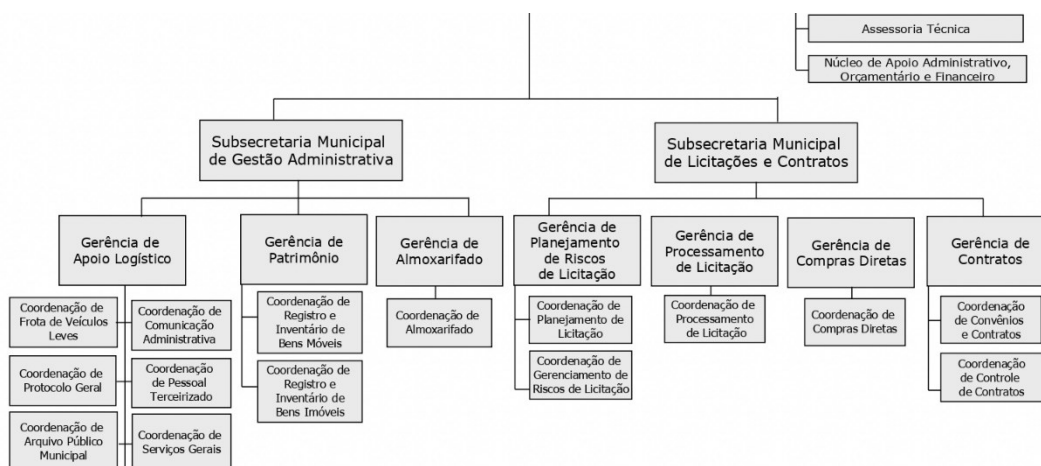 Assessoria Técnica
Núcleo de Apoio Administrativo,
Orçamentário e Financeiro
Subsecretaria Municipal
de Gestão Administrativa
Subsecretaria Municipal
de Licitações e Contratos
Gerência de
Apoio Logístico
Gerência de
Patrimônio
Gerência de
Almoxarifado
Gerência de
Planejamento
de Riscos
de Licitação
Gerência de
Processamento
de Licitação
Gerência de
Compras Diretas
Gerência de
Contratos
Coordenação de
Frota de Veículos
Leves
Coordenação de
Comunicação
Administrativa
Coordenação de
Registro e
Inventário de
Bens Móveis
Coordenação
de Almoxarifado
Coordenação de
Planejamento de
Licitação
Coordenação de
Processamento
de Licitação
Coordenação
de Compras Diretas
Coordenação
de Convênios e
Contratos
Coordenação de
Protocolo Geral
Coordenação
de Pessoal
Terceirizado
Coordenação de
Registro e
Inventário de
Bens Imóveis
Coordenação de
Gerenciamento de
Riscos de Licitação
Coordenação
de Controle
de Contratos
Coordenação de
Arquivo Público
Municipal
Coordenação de
Serviços Gerais